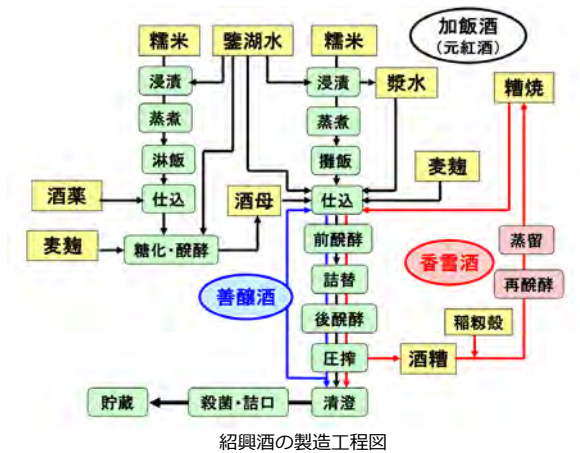 加飯酒
(元紅酒)
糯米
鑒湖水
糯米
浸漬
浸漬
漿水
糟焼
蒸煮
蒸煮
淋飯
攤飯
麦麹
酒薬
仕込
酒母
仕込
麦麹
糖化・醗酵
前醗酵
蒸留
香雪酒
詰替
再醗酵
善醸酒
後醗酵
稲籾殻
圧搾
酒糟
貯蔵
殺菌・詰口
清澄
紹興酒の製造工程図